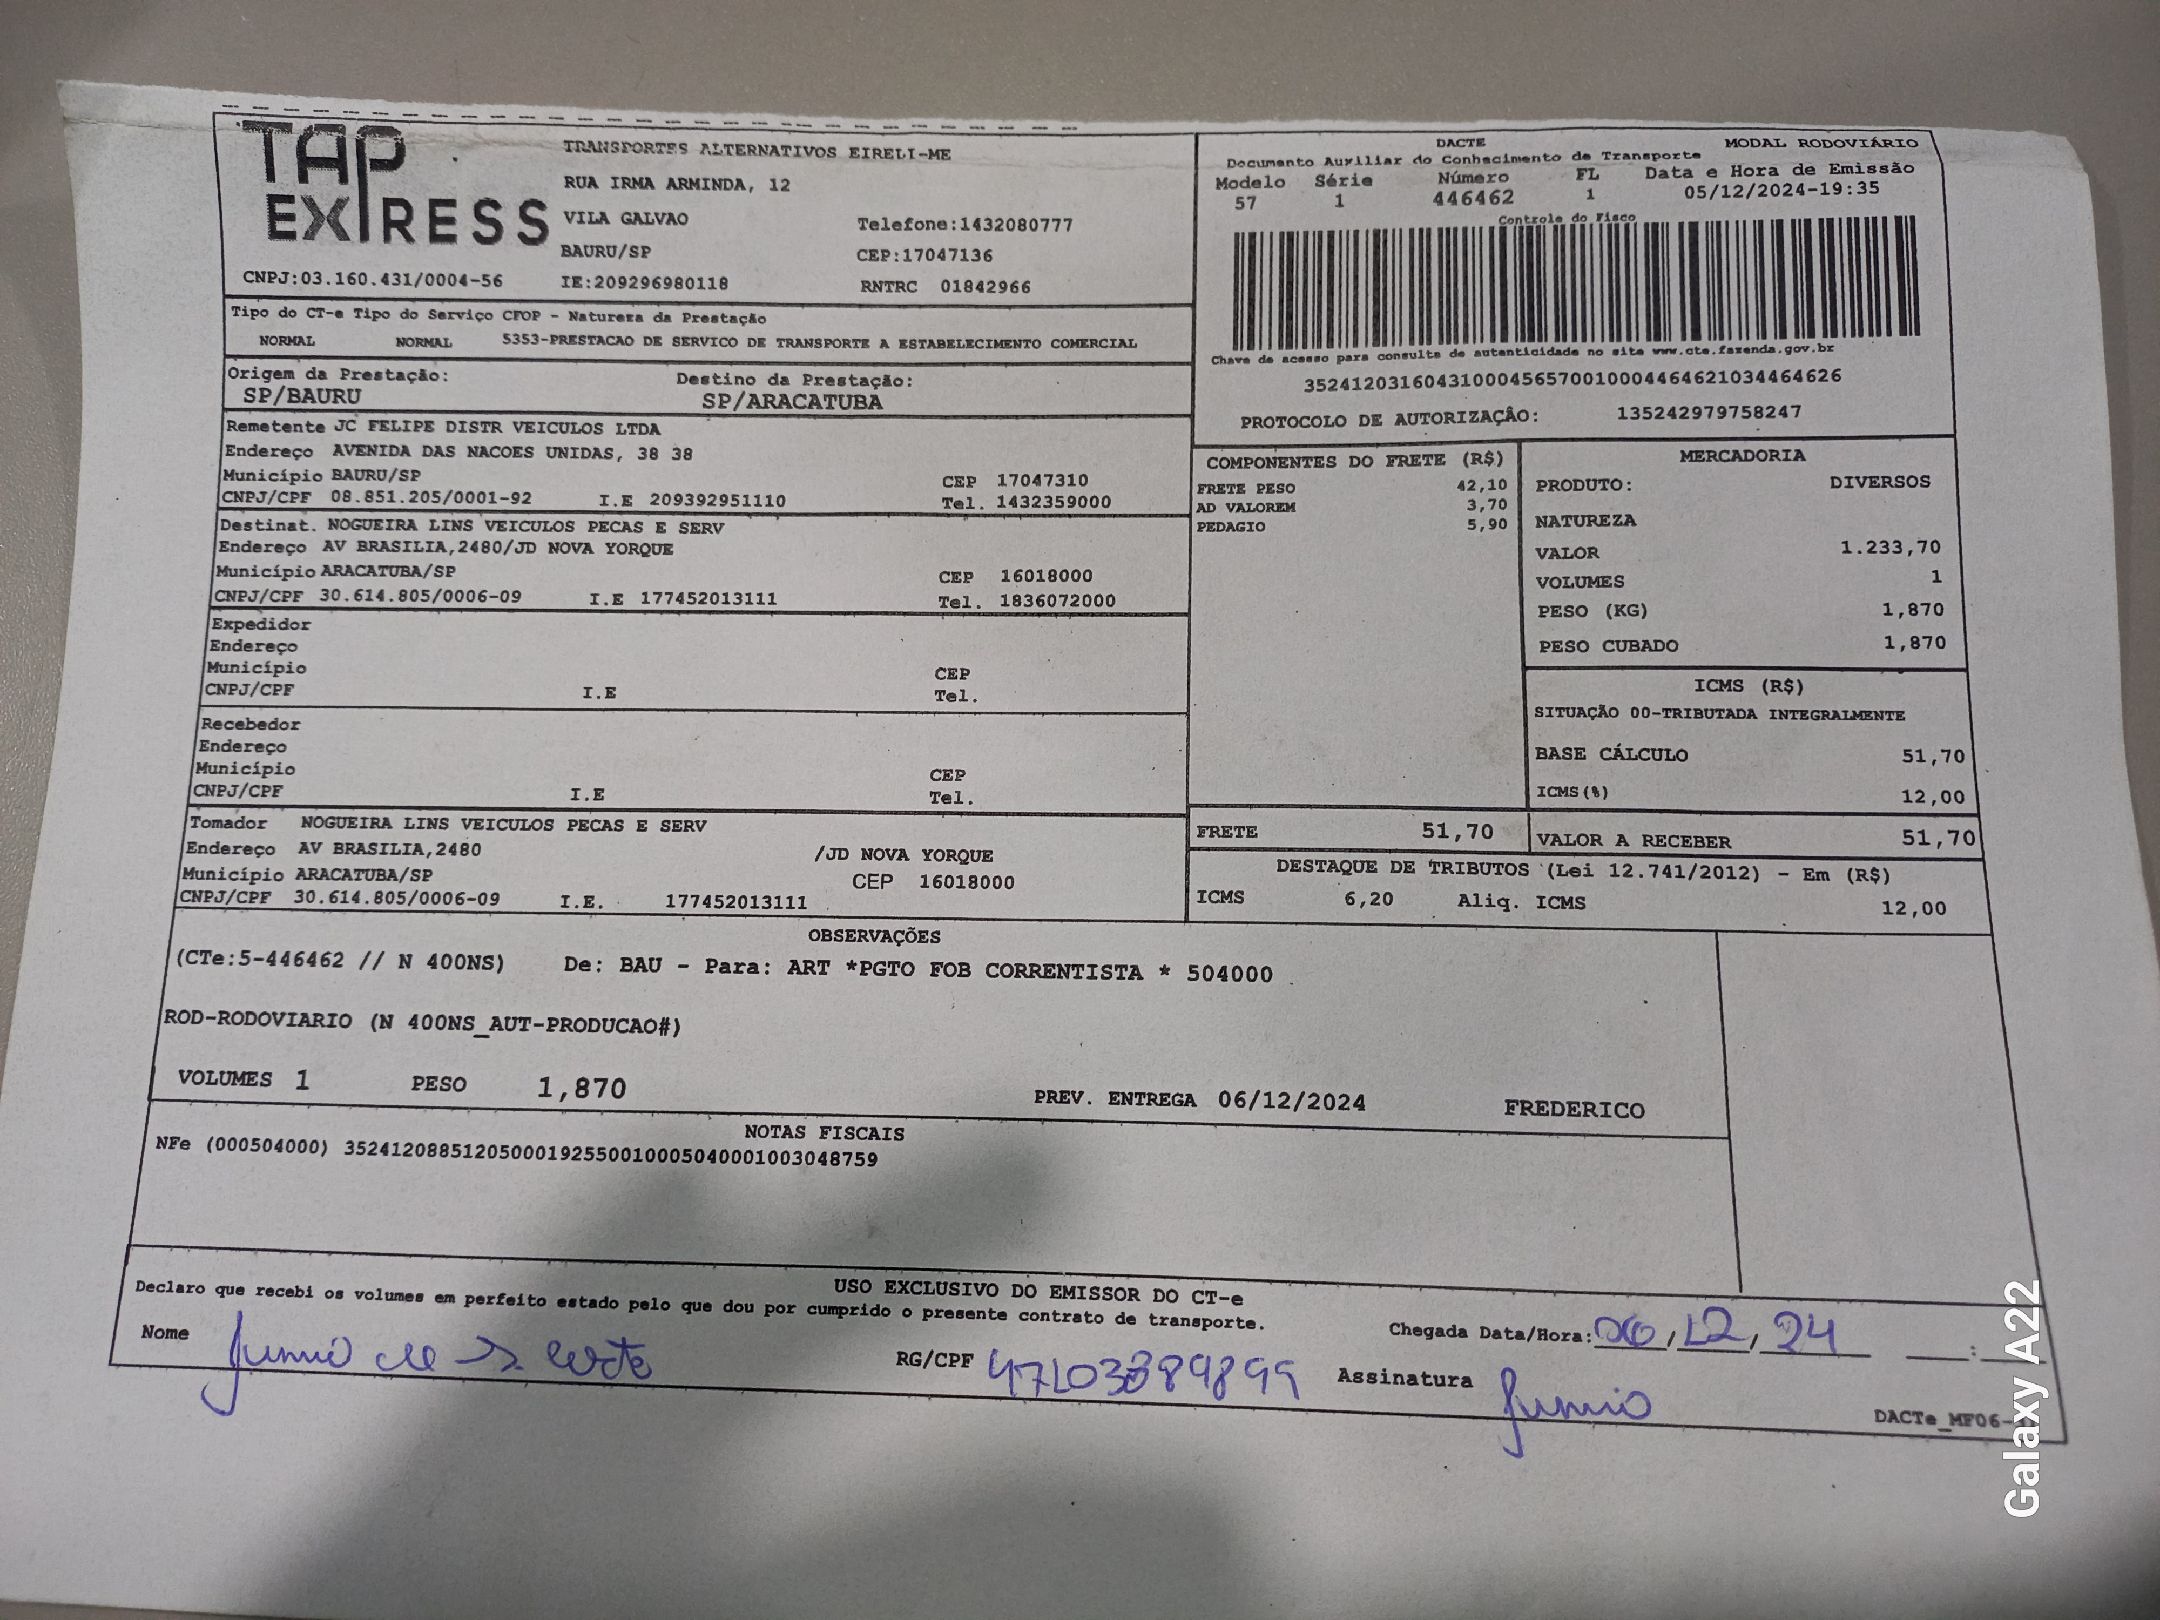 TAP EXPRESS
TRANSPORTES ALTERNATIVOS EIRELI-ME
RUA IRMA ARMINDA, 12
VILA GALVAO Telefone:1432080777
BAURU/SP CEP:17047136
CNPJ:03.160.431/0004-56 IE:209296980118 RNTRC 01842966
DACTE MODAL RODOVIÁRIO
Documento Auxiliar do Conhecimento de Transporte
Modelo Série Número FL Data e Hora de Emissão
57 1 446462 1 05/12/2024-19:35
Controle do Fisco
Chave de acesso para consulta de autenticidade no site www.cte.fazenda.gov.br
35241203160431000456570010004464621034464626
PROTOCOLO DE AUTORIZAÇÃO: 135242979758247
Tipo do CT-e Tipo do Serviço CFOP - Natureza da Prestação
NORMAL NORMAL 5353-PRESTACAO DE SERVICO DE TRANSPORTE A ESTABELECIMENTO COMERCIAL
Origem da Prestação: Destino da Prestação:
SP/BAURU SP/ARACATUBA
Remetente JC FELIPE DISTR VEICULOS LTDA
Endereço AVENIDA DAS NACOES UNIDAS, 38 38
Município BAURU/SP CEP 17047310
CNPJ/CPF 08.851.205/0001-92 I.E 209392951110 Tel. 1432359000
Destinat. NOGUEIRA LINS VEICULOS PECAS E SERV
Endereço AV BRASILIA,2480/JD NOVA YORQUE
Município ARACATUBA/SP CEP 16018000
CNPJ/CPF 30.614.805/0006-09 I.E 177452013111 Tel. 1836072000
Expedidor
Endereço
Município CEP
CNPJ/CPF I.E Tel.
Recebedor
Endereço
Município CEP
CNPJ/CPF I.E Tel.
Tomador NOGUEIRA LINS VEICULOS PECAS E SERV
Endereço AV BRASILIA,2480 /JD NOVA YORQUE
Município ARACATUBA/SP CEP 16018000
CNPJ/CPF 30.614.805/0006-09 I.E. 177452013111
COMPONENTES DO FRETE (R$)
FRETE PESO 42,10
AD VALOREM 3,70
PEDAGIO 5,90
MERCADORIA
PRODUTO: DIVERSOS
NATUREZA
VALOR 1.233,70
VOLUMES 1
PESO (KG) 1,870
PESO CUBADO 1,870
ICMS (R$)
SITUAÇÃO 00-TRIBUTADA INTEGRALMENTE
BASE CÁLCULO 51,70
ICMS(%) 12,00
FRETE 51,70 VALOR A RECEBER 51,70
DESTAQUE DE TRIBUTOS (Lei 12.741/2012) - Em (R$)
ICMS 6,20 Aliq. ICMS 12,00
OBSERVAÇÕES
(CTe:5-446462 // N 400NS) De: BAU - Para: ART *PGTO FOB CORRENTISTA * 504000
ROD-RODOVIARIO (N 400NS_AUT-PRODUCAO#)
VOLUMES 1 PESO 1,870 PREV. ENTREGA 06/12/2024 FREDERICO
NOTAS FISCAIS
NFe (000504000) 35241208851205000192550010005040001003048759
USO EXCLUSIVO DO EMISSOR DO CT-e
Declaro que recebi os volumes em perfeito estado pelo que dou por cumprido o presente contrato de transporte.
Chegada Data/Hora: 06/12/24 :
Nome Junio RG/CPF Assinatura Junio
DACTe_MF06-
Galaxy A22